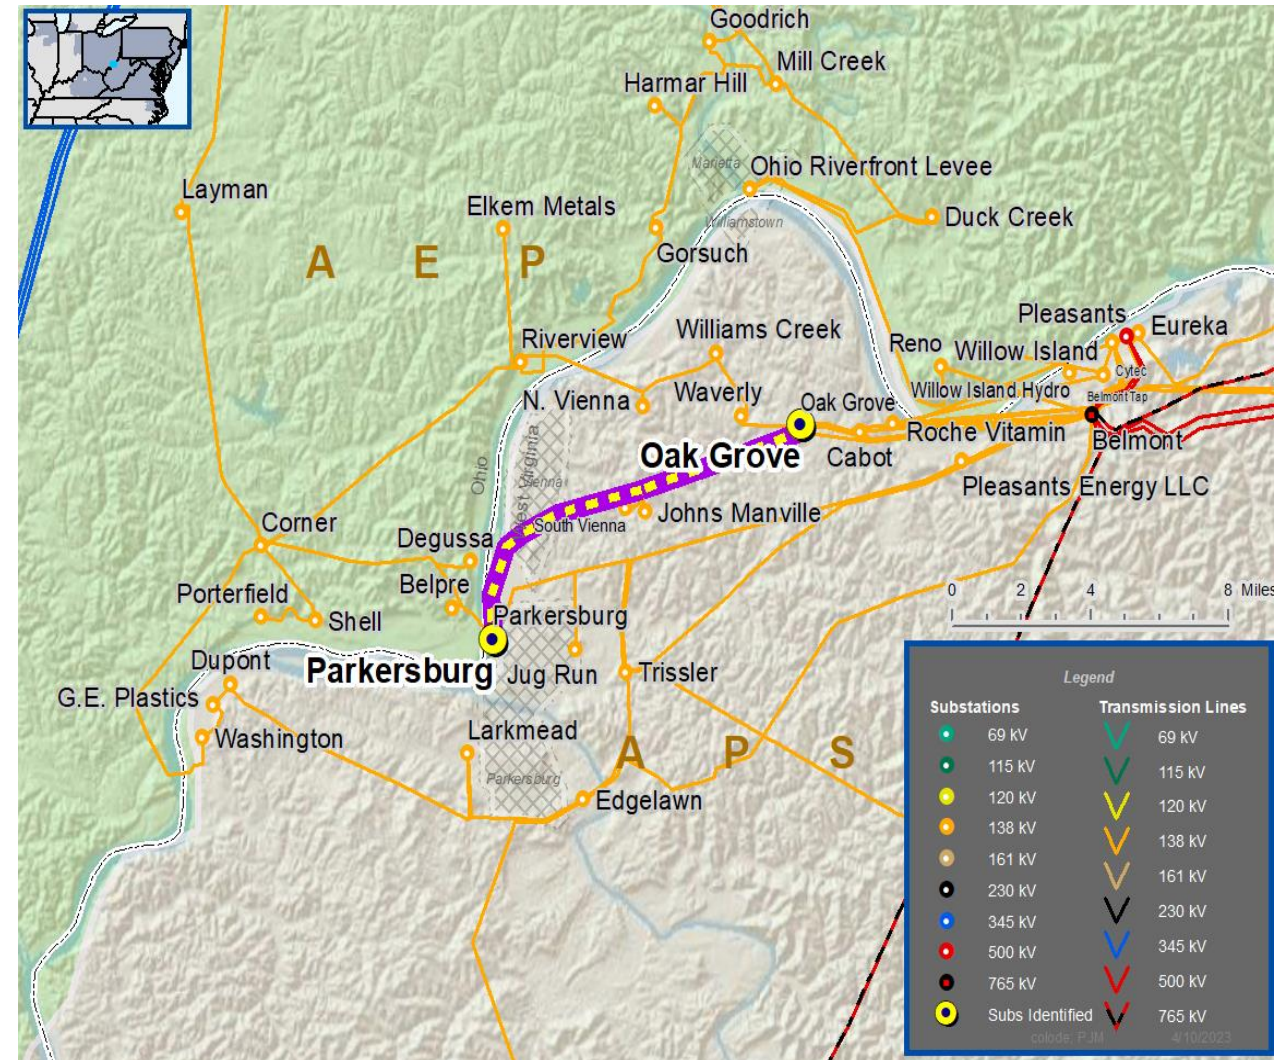 Goodrich
Mill Creek
Harmar Hill
Marietta
Ohio Riverfront Levee
Layman
Elkem Metals
Williamstown
Duck Creek
A E P
Gorsuch
Pleasants
Eureka
Riverview
Williams Creek
Reno
Willow Island
Cytec
N. Vienna
Waverly
Oak Grove
Willow Island Hydro
Belmont Tap
Oak Grove
Cabot
Roche Vitamin
Belmont
Ohio
West Virginia
Vienna
Pleasants Energy LLC
Corner
Degussa
South Vienna
Johns Manville
Porterfield
Belpre
Shell
Parkersburg
0 2 4 8 Miles
Dupont
Parkersburg
Jug Run
Trissler
G.E. Plastics
Washington
Larkmead
A P S
Parkersburg
Edgelawn
Legend
Substations Transmission Lines
69 kV 69 kV
115 kV 115 kV
120 kV 120 kV
138 kV 138 kV
161 kV 161 kV
230 kV 230 kV
345 kV 345 kV
500 kV 500 kV
765 kV 765 kV
Subs Identified
colode, PJM 4/10/2023